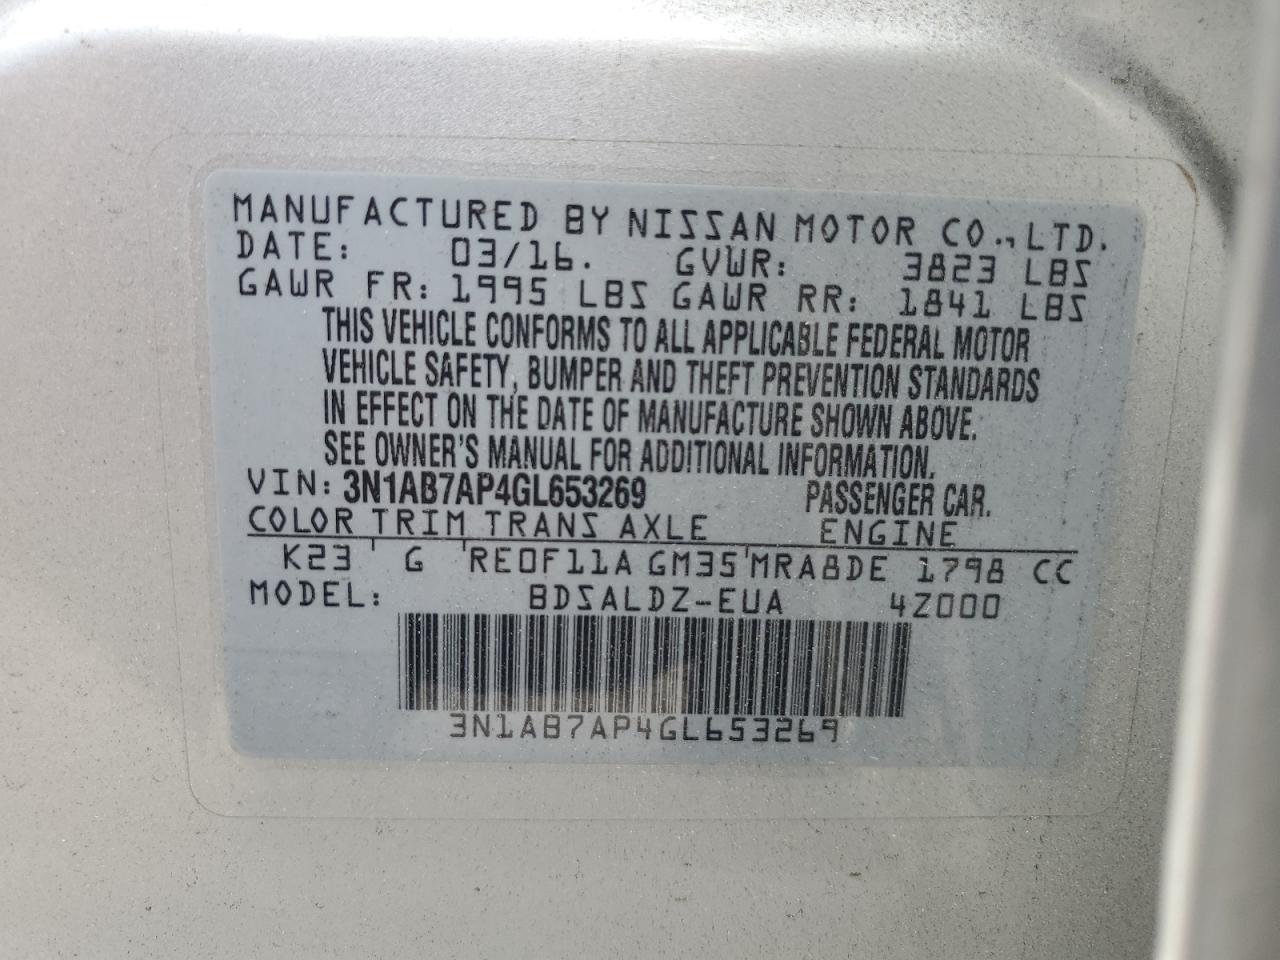 MANUFACTURED BY NISSAN MOTOR CO., LTD.
DATE: 03/16. GVWR: 3823 LBS
GAWR FR: 1995 LBS GAWR RR: 1841 LBS
THIS VEHICLE CONFORMS TO ALL APPLICABLE FEDERAL MOTOR
VEHICLE SAFETY, BUMPER AND THEFT PREVENTION STANDARDS
IN EFFECT ON THE DATE OF MANUFACTURE SHOWN ABOVE.
SEE OWNER'S MANUAL FOR ADDITIONAL INFORMATION.
VIN: 3N1AB7AP4GL653269 PASSENGER CAR.
COLOR TRIM TRANS AXLE ENGINE
K23 G RE0F11A GM35 MRA8DE 1798 CC
MODEL: BDSALDZ-EUA 4Z000
3N1AB7AP4GL653269